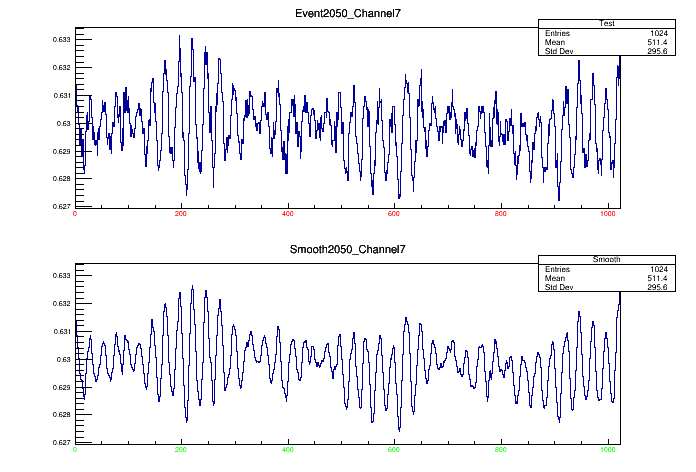 Event2050_Channel7
Test
Entries 1024
Mean 511.4
Std Dev 295.6
0.633
0.632
0.631
0.63
0.629
0.628
0.627
0 200 400 600 800 1000
Smooth2050_Channel7
Smooth
Entries 1024
Mean 511.4
Std Dev 295.6
0.633
0.632
0.631
0.63
0.629
0.628
0.627
0 200 400 600 800 1000